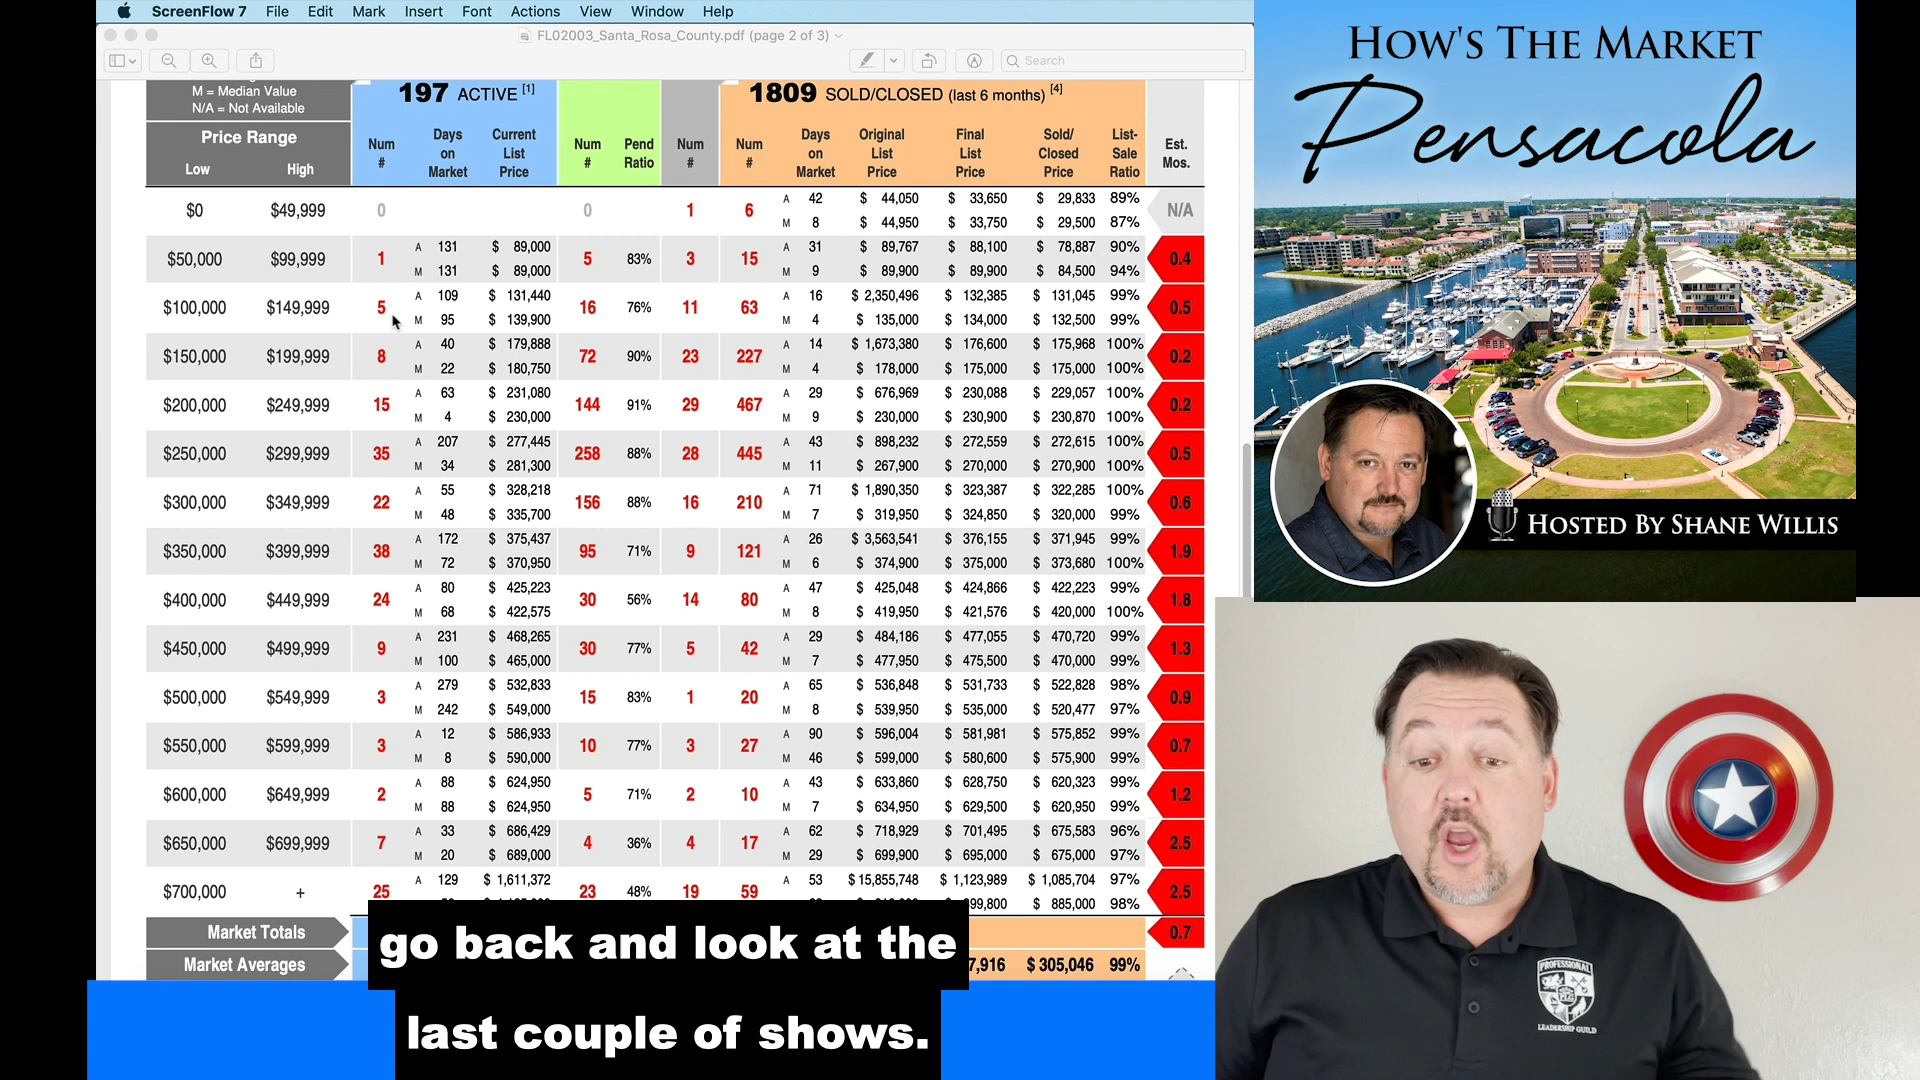 ScreenFlow 7 File Edit Mark Insert Font Actions View Window Help
FL02003_Santa_Rosa_County.pdf (page 2 of 3)
Search
M = Median Value
N/A = Not Available
197 ACTIVE [1]
1809 SOLD/CLOSED (last 6 months) [4]
Price Range
Low High
Num #
Days on Market
Current List Price
Num #
Pend Ratio
Num #
Num #
Days on Market
Original List Price
Final List Price
Sold/ Closed Price
List-Sale Ratio
Est. Mos.
$0 $49,999 0 0 1 6 A 42 $ 44,050 $ 33,650 $ 29,833 89% N/A
M 8 $ 44,950 $ 33,750 $ 29,500 87%
$50,000 $99,999 1 A 131 $ 89,000 5 83% 3 15 A 31 $ 89,767 $ 88,100 $ 78,887 90% 0.4
M 131 $ 89,000 M 9 $ 89,900 $ 89,900 $ 84,500 94%
$100,000 $149,999 5 A 109 $ 131,440 16 76% 11 63 A 16 $ 2,350,496 $ 132,385 $ 131,045 99% 0.5
M 95 $ 139,900 M 4 $ 135,000 $ 134,000 $ 132,500 99%
$150,000 $199,999 8 A 40 $ 179,888 72 90% 23 227 A 14 $ 1,673,380 $ 176,600 $ 175,968 100% 0.2
M 22 $ 180,750 M 4 $ 178,000 $ 175,000 $ 175,000 100%
$200,000 $249,999 15 A 63 $ 231,080 144 91% 29 467 A 29 $ 676,969 $ 230,088 $ 229,057 100% 0.2
M 4 $ 230,000 M 9 $ 230,000 $ 230,900 $ 230,870 100%
$250,000 $299,999 35 A 207 $ 277,445 258 88% 28 445 A 43 $ 898,232 $ 272,559 $ 272,615 100% 0.5
M 34 $ 281,300 M 11 $ 267,900 $ 270,000 $ 270,900 100%
$300,000 $349,999 22 A 55 $ 328,218 156 88% 16 210 A 71 $ 1,890,350 $ 323,387 $ 322,285 100% 0.6
M 48 $ 335,700 M 7 $ 319,950 $ 324,850 $ 320,000 99%
$350,000 $399,999 38 A 172 $ 375,437 95 71% 9 121 A 26 $ 3,563,541 $ 376,155 $ 371,945 99% 1.9
M 72 $ 370,950 M 6 $ 374,900 $ 375,000 $ 373,680 100%
$400,000 $449,999 24 A 80 $ 425,223 30 56% 14 80 A 47 $ 425,048 $ 424,866 $ 422,223 99% 1.8
M 68 $ 422,575 M 8 $ 419,950 $ 421,576 $ 420,000 100%
$450,000 $499,999 9 A 231 $ 468,265 30 77% 5 42 A 29 $ 484,186 $ 477,055 $ 470,720 99% 1.3
M 100 $ 465,000 M 7 $ 477,950 $ 475,500 $ 470,000 99%
$500,000 $549,999 3 A 279 $ 532,833 15 83% 1 20 A 65 $ 536,848 $ 531,733 $ 522,828 98% 0.9
M 242 $ 549,000 M 8 $ 539,950 $ 535,000 $ 520,477 97%
$550,000 $599,999 3 A 12 $ 586,933 10 77% 3 27 A 90 $ 596,004 $ 581,981 $ 575,852 99% 0.7
M 8 $ 590,000 M 46 $ 599,000 $ 580,600 $ 575,900 99%
$600,000 $649,999 2 A 88 $ 624,950 5 71% 2 10 A 43 $ 633,860 $ 628,750 $ 620,323 99% 1.2
M 88 $ 624,950 M 7 $ 634,950 $ 629,500 $ 620,950 99%
$650,000 $699,999 7 A 33 $ 686,429 4 36% 4 17 A 62 $ 718,929 $ 701,495 $ 675,583 96% 2.5
M 20 $ 689,000 M 29 $ 699,900 $ 695,000 $ 675,000 97%
$700,000 + 25 A 129 $ 1,611,372 23 48% 19 59 A 53 $ 15,855,748 $ 1,123,989 $ 1,085,704 97% 2.5
99,800 $ 885,000 98%
Market Totals 0.7
Market Averages 7,916 $ 305,046 99%
go back and look at the
last couple of shows.
HOW'S THE MARKET
Pensacola
HOSTED BY SHANE WILLIS
PROFESSIONAL
PLG
LEADERSHIP GUILD